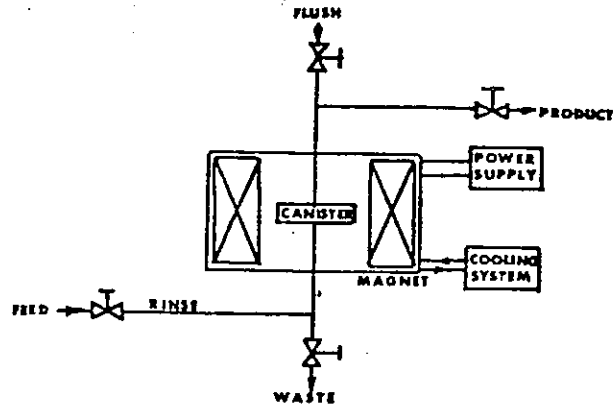 FLUSH
PRODUCT
POWER
SUPPLY
CANISTER
COOLING
SYSTEM
MAGNET
FEED
RINSE
WASTE